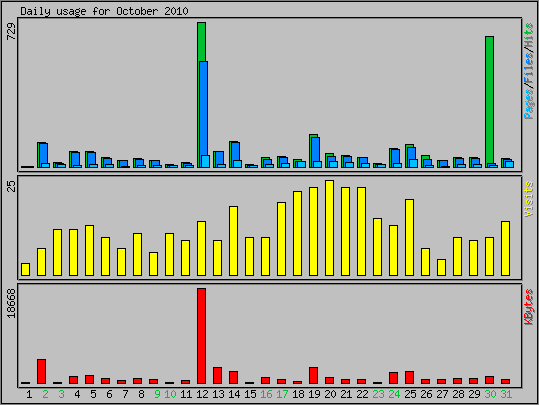 Daily usage for October 2010
729
Pages/Files/Hits
25
Visits
18668
KBytes
1 2 3 4 5 6 7 8 9 10 11 12 13 14 15 16 17 18 19 20 21 22 23 24 25 26 27 28 29 30 31